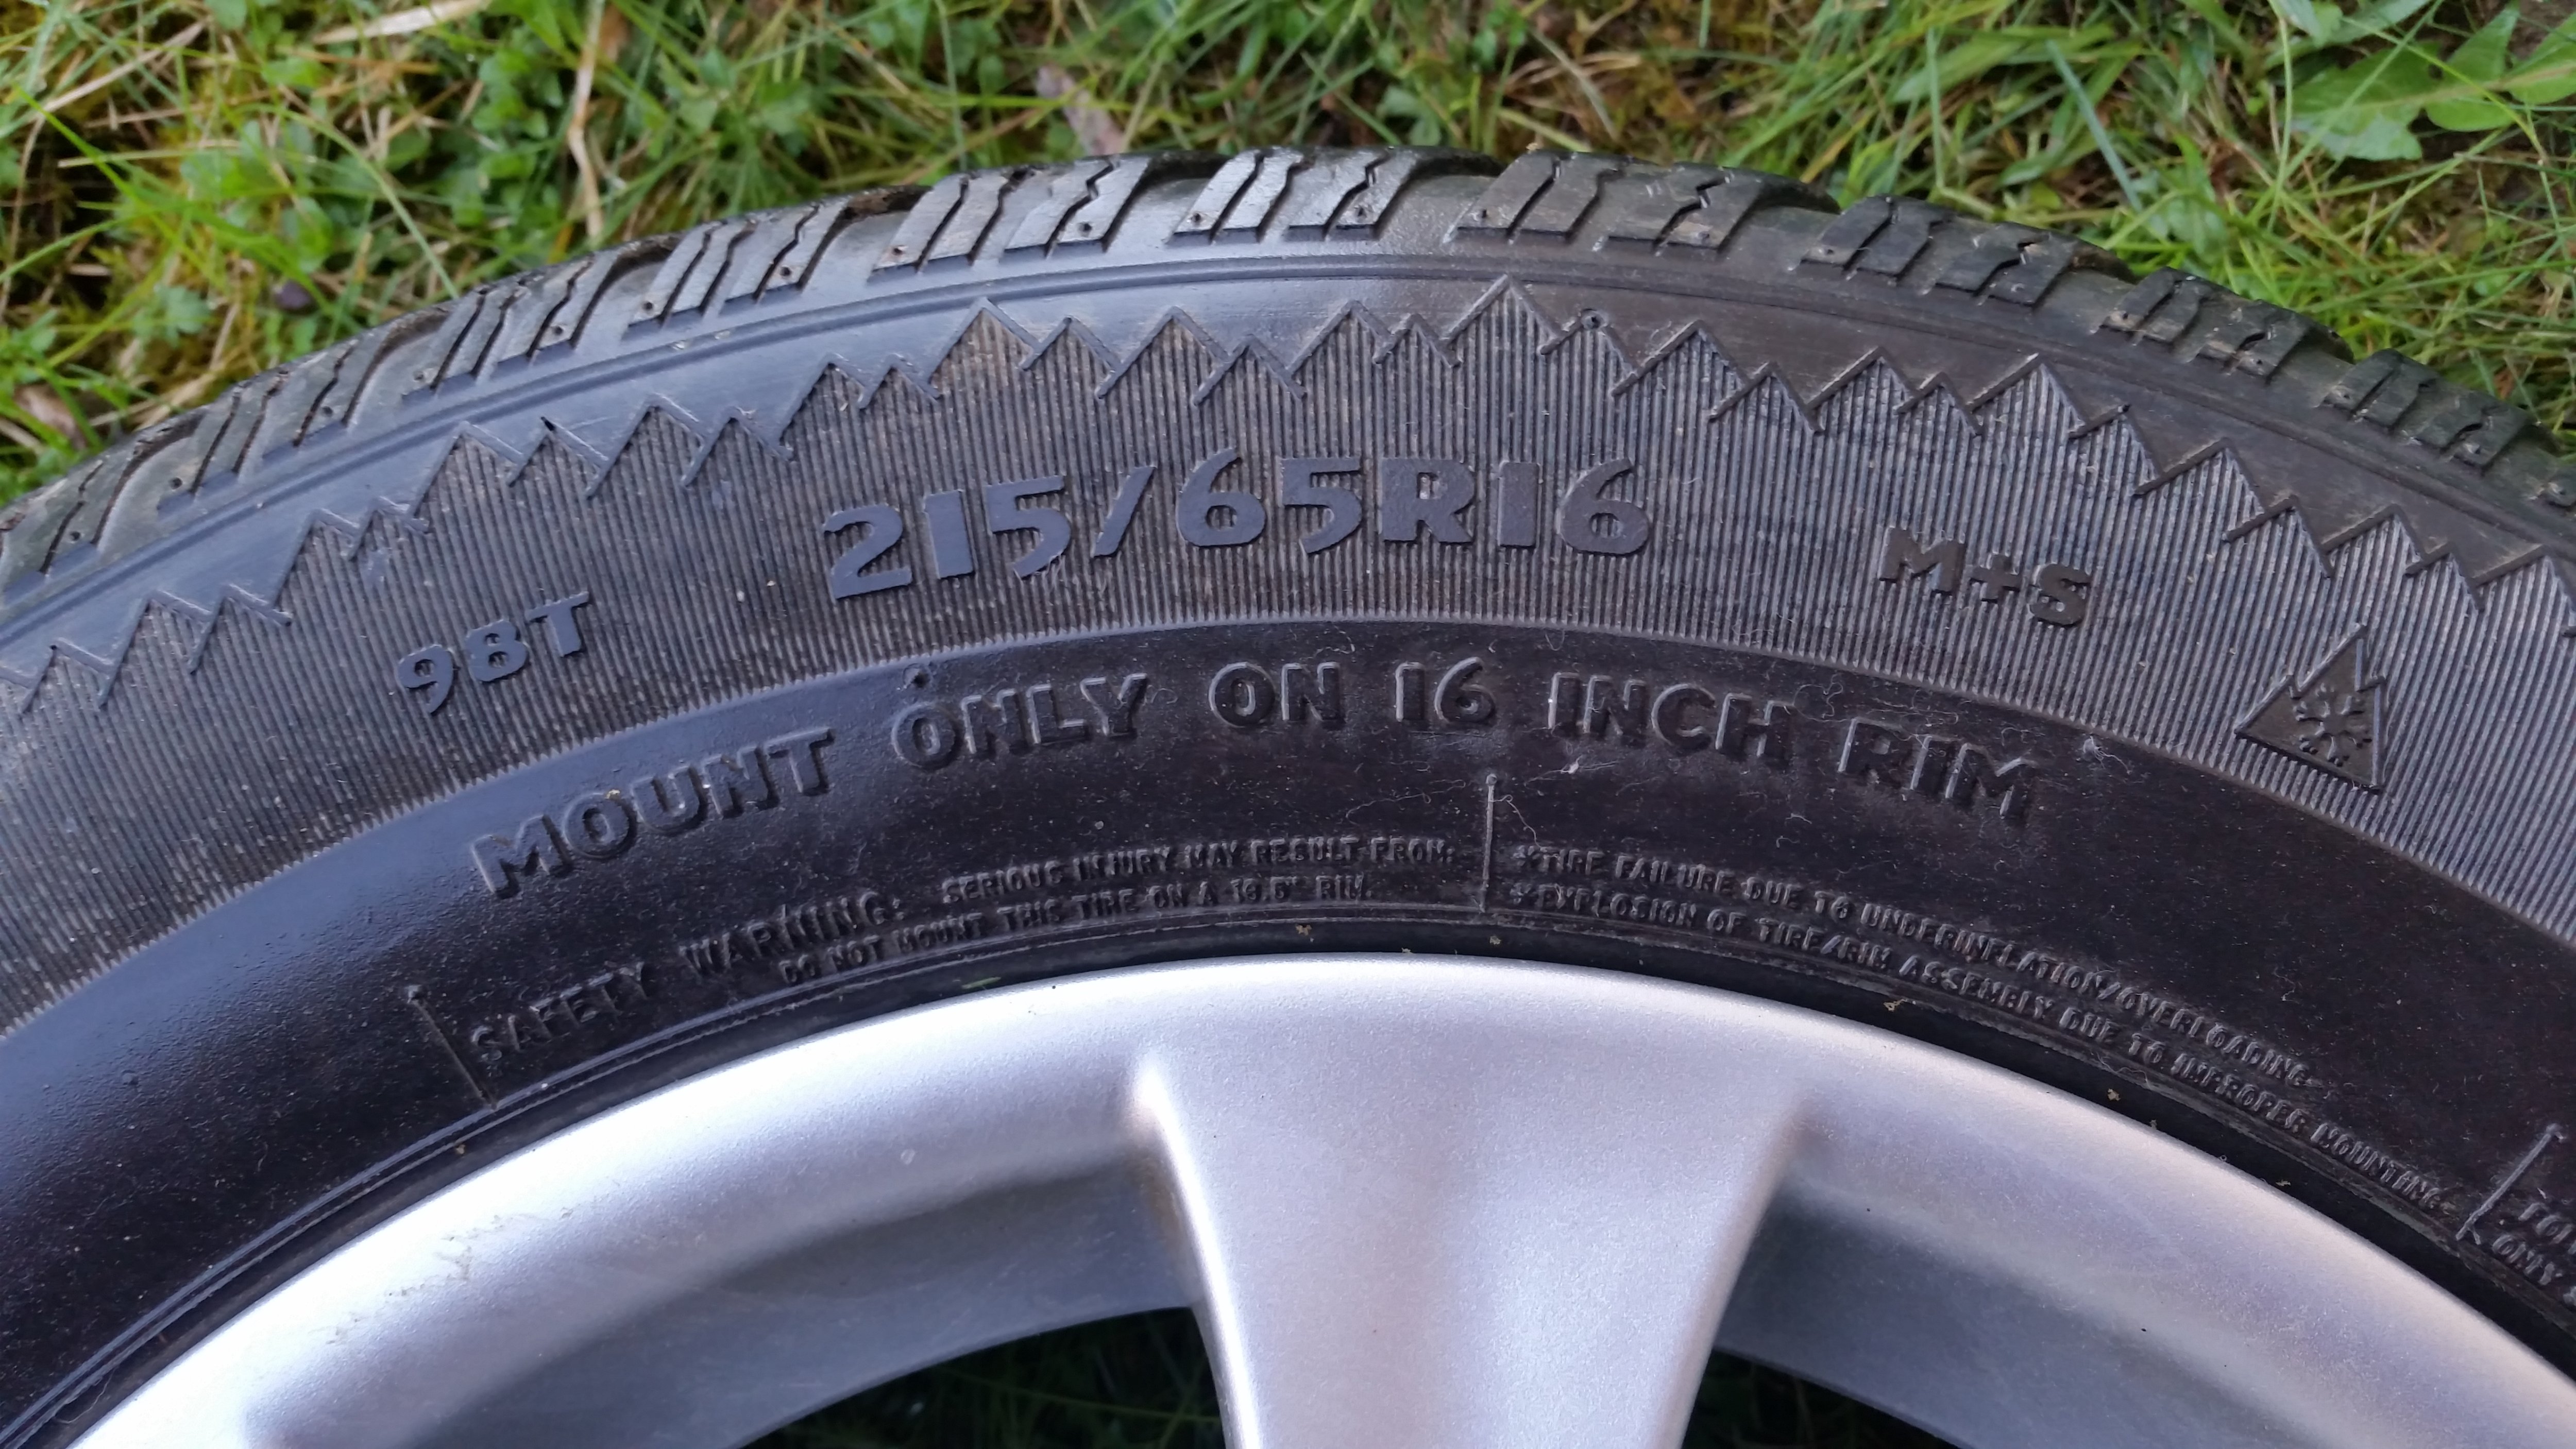 98T 215/65R16 M+S
MOUNT ONLY ON 16 INCH RIM
SAFETY WARNING: SERIOUS INJURY MAY RESULT FROM:
DO NOT MOUNT THIS TIRE ON A 16.5" RIM.
*TIRE FAILURE DUE TO UNDERINFLATION/OVERLOADING-
*EXPLOSION OF TIRE/RIM ASSEMBLY DUE TO IMPROPER MOUNTING-
ONLY